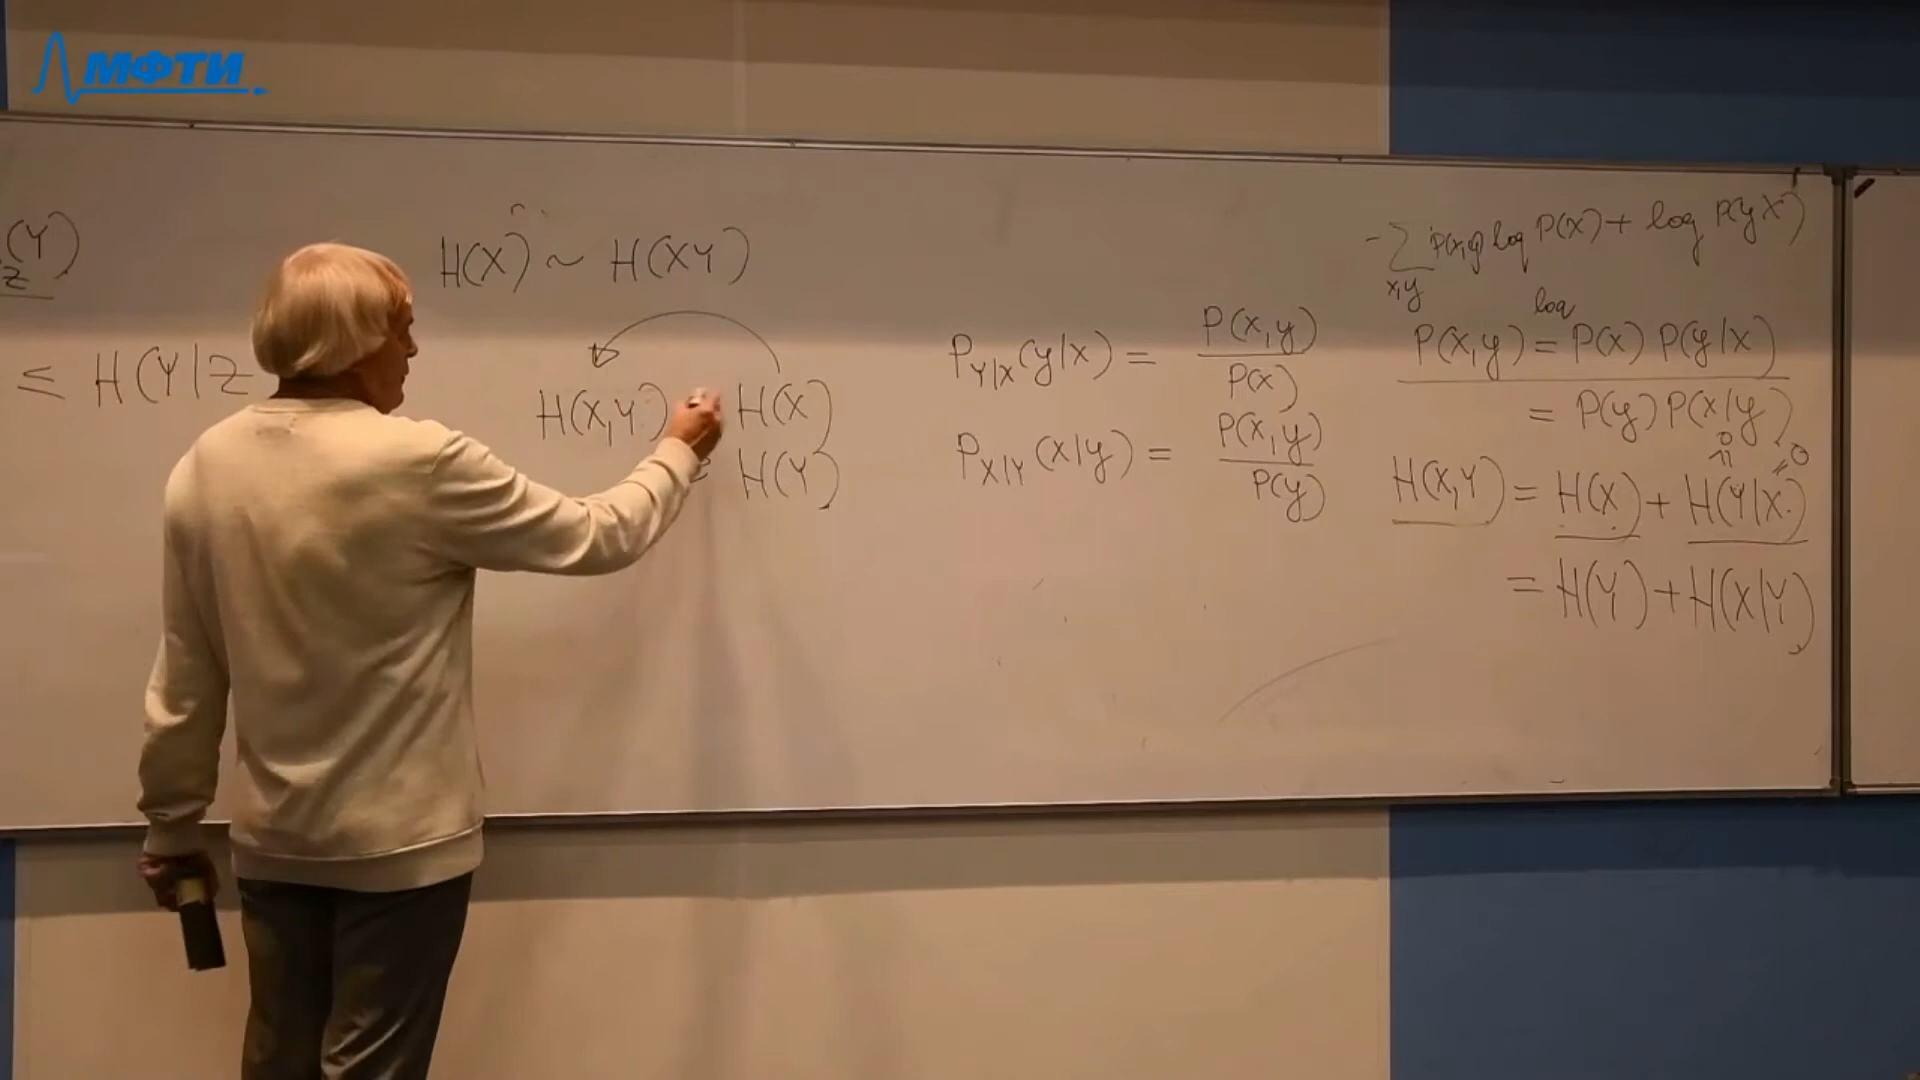 МФТИ
(Y)
z
≤ H(Y|Z
H(X) ~ H(XY)
H(X,Y) H(X)
≥ H(Y)
P_{Y|X}(y|x) = P(x,y) / P(x)
P_{X|Y}(x|y) = P(x,y) / P(y)
-∑_{x,y} P(x,y) log P(x) + log P(y x)
log
P(x,y) = P(x) P(y|x)
= P(y) P(x|y)
H(X,Y) = H(X) + H(Y|X)
= H(Y) + H(X|Y)